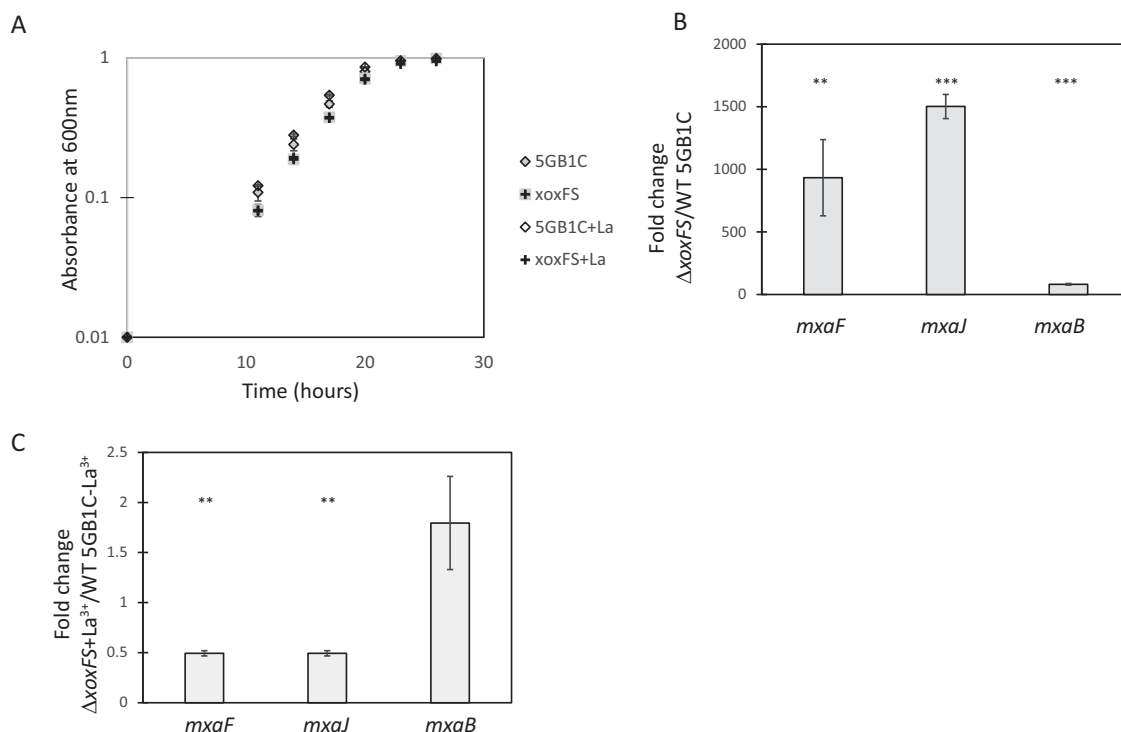 A
Absorbance at 600nm
1
0.1
0.01
0
10
20
30
Time (hours)
5GB1C
xoxFS
5GB1C+La
xoxFS+La
B
Fold change
ΔxoxFS/WT 5GB1C
2000
1500
1000
500
0
**
***
***
mxaF
mxaJ
mxaB
C
Fold change
ΔxoxFS+La³⁺/WT 5GB1C-La³⁺
2.5
2
1.5
1
0.5
0
**
**
mxaF
mxaJ
mxaB